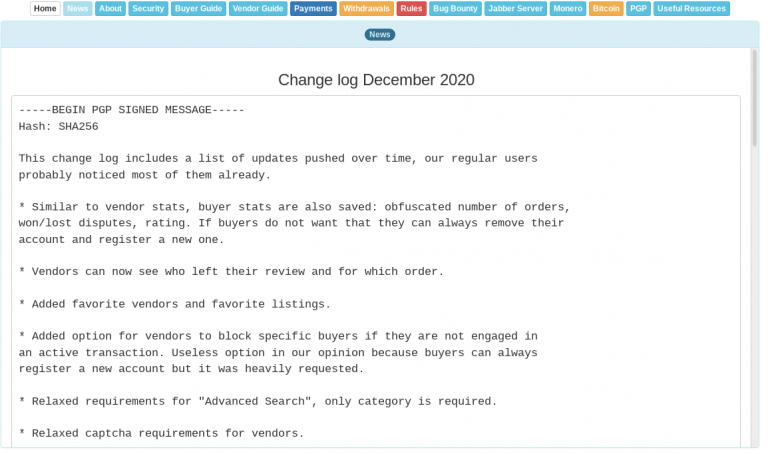 Home News About Security Buyer Guide Vendor Guide Payments Withdrawals Rules Bug Bounty Jabber Server Monero Bitcoin PGP Useful Resources
News
Change log December 2020
-----BEGIN PGP SIGNED MESSAGE-----
Hash: SHA256
This change log includes a list of updates pushed over time, our regular users
probably noticed most of them already.
* Similar to vendor stats, buyer stats are also saved: obfuscated number of orders,
won/lost disputes, rating. If buyers do not want that they can always remove their
account and register a new one.
* Vendors can now see who left their review and for which order.
* Added favorite vendors and favorite listings.
* Added option for vendors to block specific buyers if they are not engaged in
an active transaction. Useless option in our opinion because buyers can always
register a new account but it was heavily requested.
* Relaxed requirements for "Advanced Search", only category is required.
* Relaxed captcha requirements for vendors.